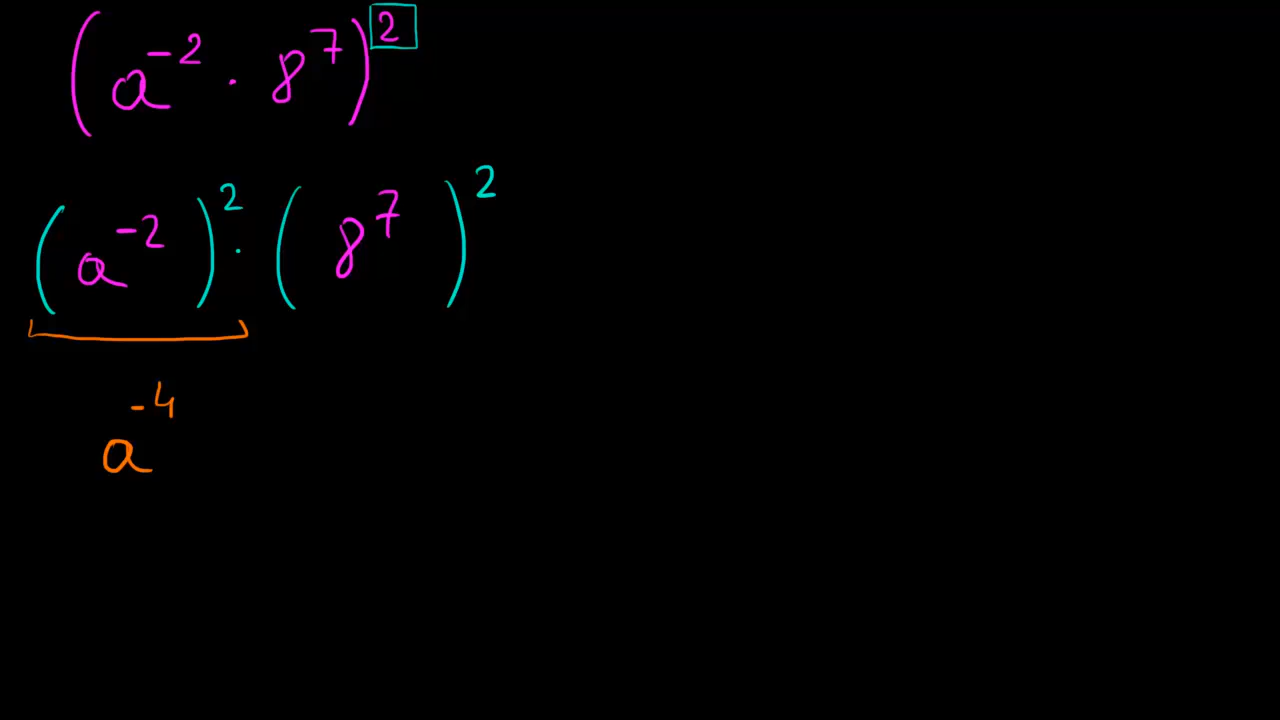 (a⁻² · 8⁷)²
(a⁻²)² · (8⁷)²
a⁻⁴